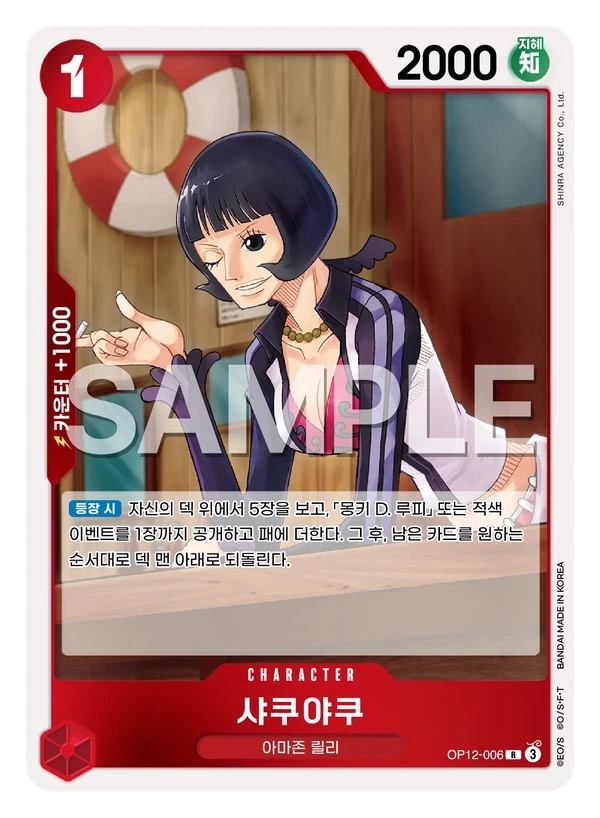 1
2000
지혜
知
SHINRA AGENCY Co., Ltd.
카운터 +1000
SAMPLE
등장 시 자신의 덱 위에서 5장을 보고, 「몽키 D. 루피」 또는 적색
이벤트를 1장까지 공개하고 패에 더한다. 그 후, 남은 카드를 원하는
순서대로 덱 맨 아래로 되돌린다.
CHARACTER
샤쿠야쿠
아마존 릴리
OP12-006 R 3
©EO/S ©O/S•F•T BANDAI MADE IN KOREA